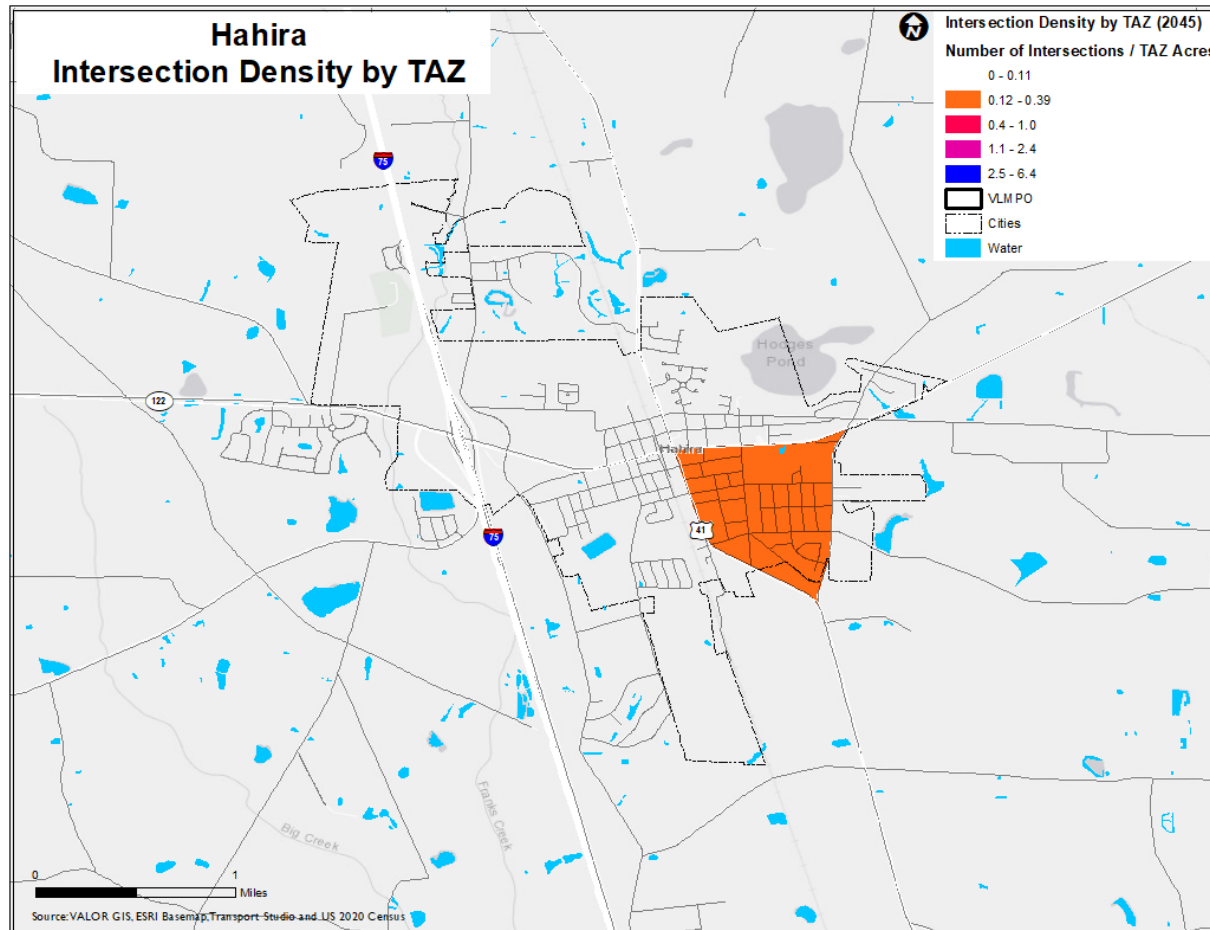 Hahira
Intersection Density by TAZ
N
Intersection Density by TAZ (2045)
Number of Intersections / TAZ Acres
0 - 0.11
0.12 - 0.39
0.4 - 1.0
1.1 - 2.4
2.5 - 6.4
VLMPO
Cities
Water
75
Hodges
Pond
122
Hahira
41
75
Franks Creek
Big Creek
0 1
Miles
Source: VALOR GIS, ESRI Basemap, Transport Studio and US 2020 Census